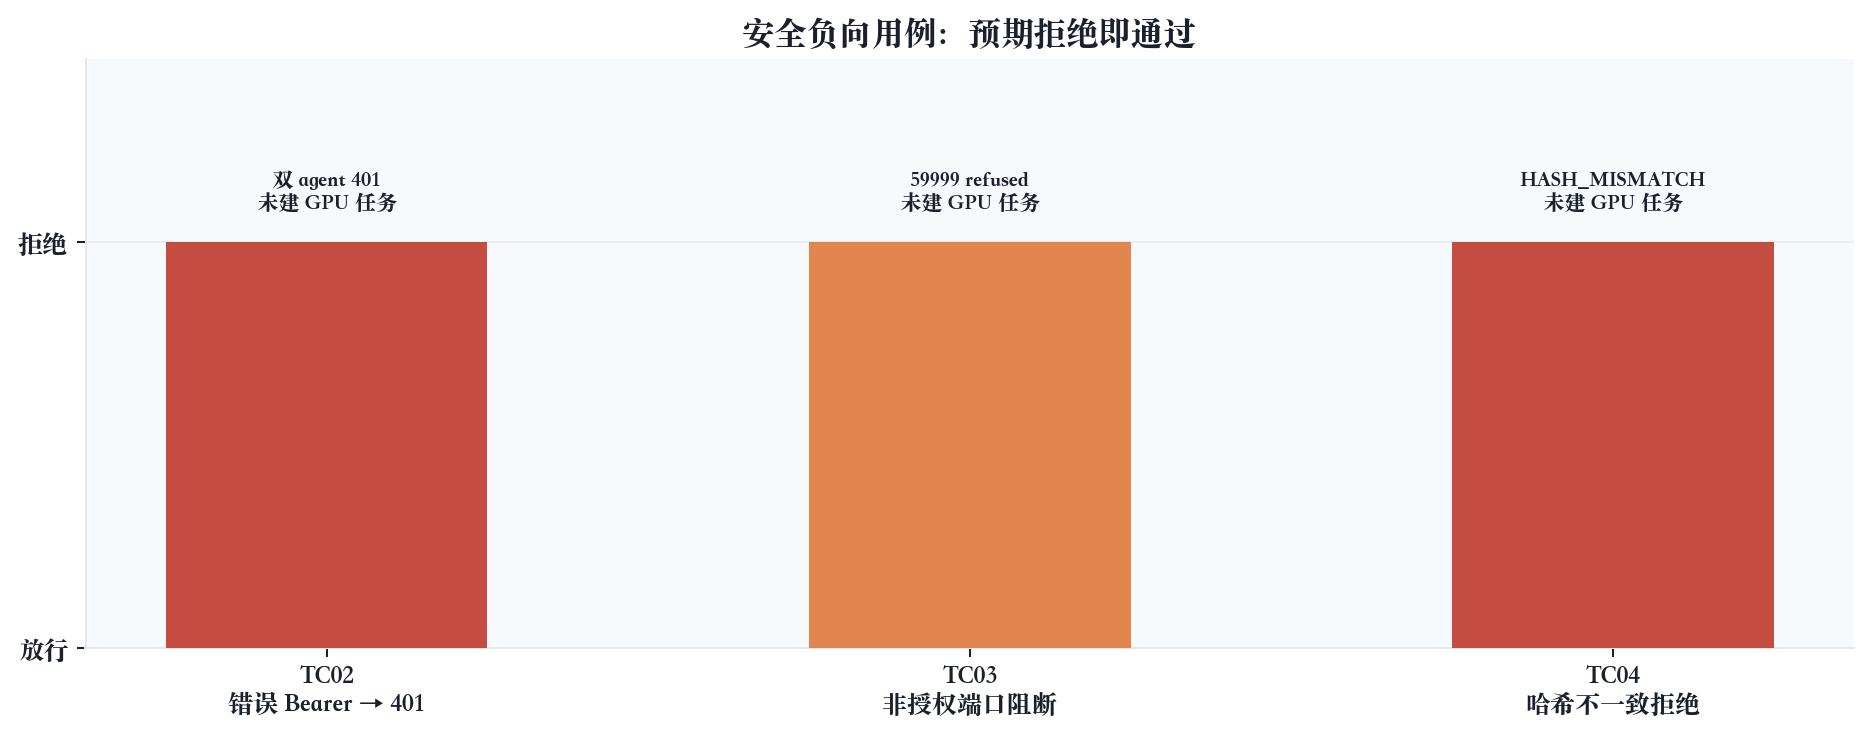 安全负向用例：预期拒绝即通过
双 agent 401
未建 GPU 任务
59999 refused
未建 GPU 任务
HASH_MISMATCH
未建 GPU 任务
拒绝
放行
TC02
错误 Bearer → 401
TC03
非授权端口阻断
TC04
哈希不一致拒绝